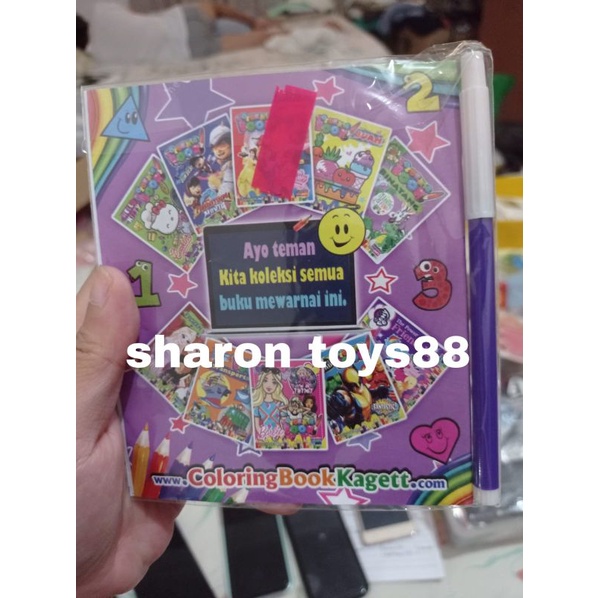 2
Ayo teman
Kita koleksi semua
buku mewarnai ini.
1
3
sharon toys88
www.ColoringBookKagett.com